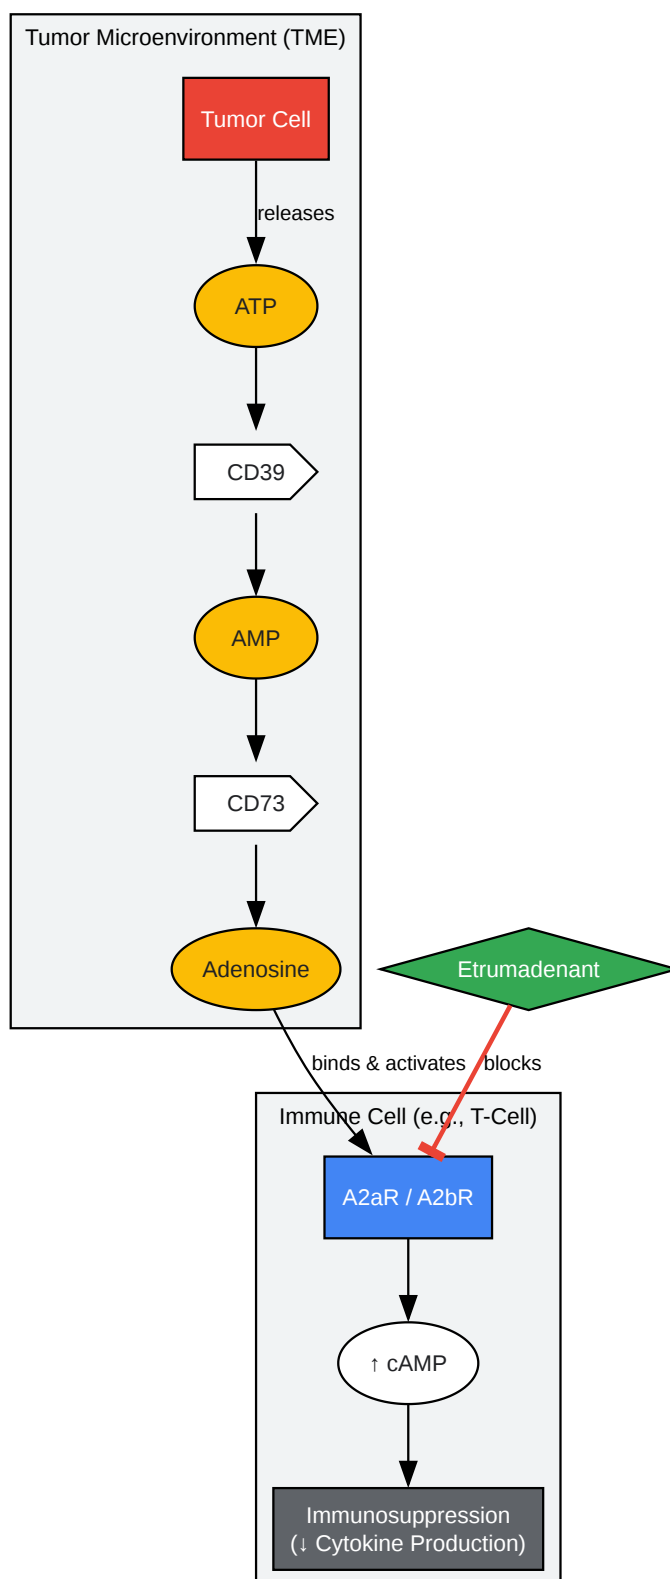 Tumor Microenvironment (TME)
Tumor Cell
releases
ATP
CD39
AMP
CD73
Adenosine
Etrumadenant
binds & activates
blocks
Immune Cell (e.g., T-Cell)
A2aR / A2bR
↑ cAMP
Immunosuppression
(↓ Cytokine Production)